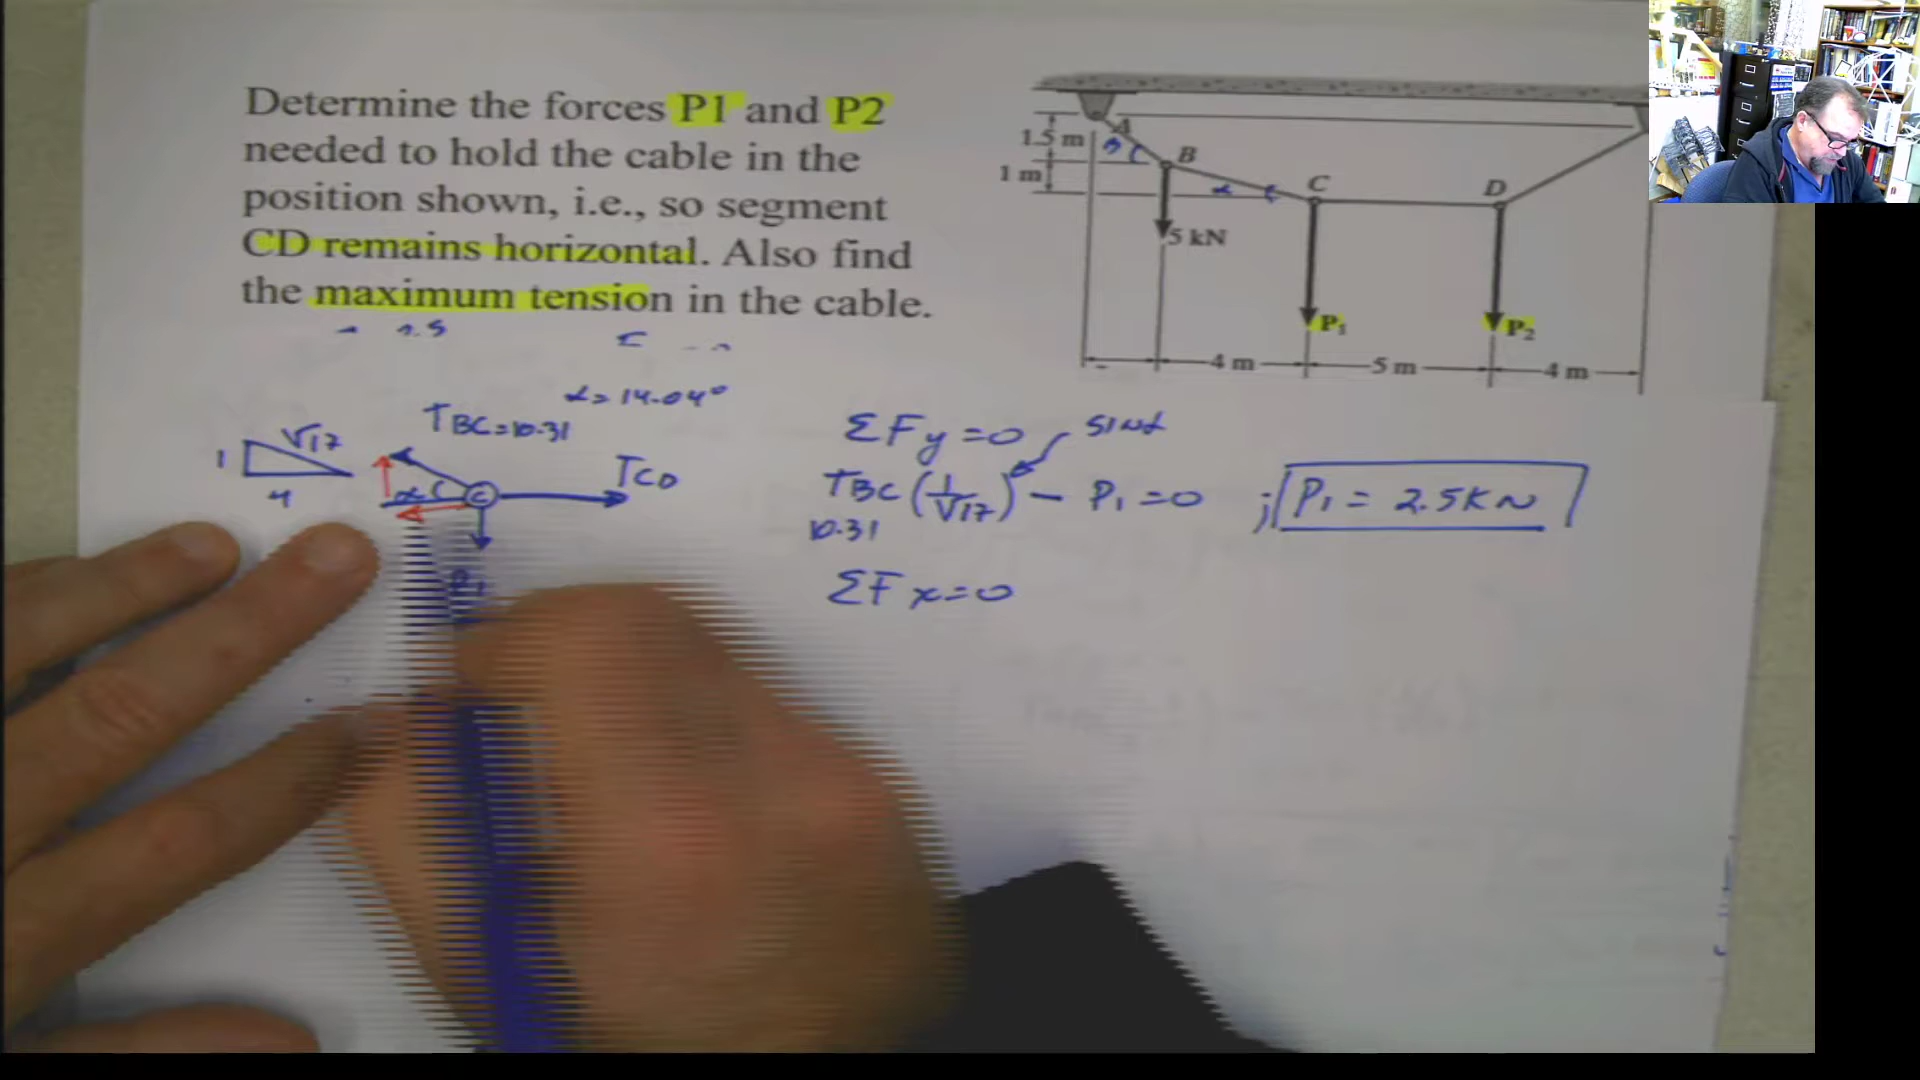 Determine the forces P1 and P2
needed to hold the cable in the
position shown, i.e., so segment
CD remains horizontal. Also find
the maximum tension in the cable.
A
1.5 m
1 m
B
α
C
D
5 kN
P₁
P₂
4 m
5 m
4 m
α = 14.04°
TBC = 10.31
1
√17
4
α
C
TCD
P1
ΣFy = 0
sin α
TBC (1/√17) - P1 = 0 ; P1 = 2.5 KN
10.31
ΣFx = 0